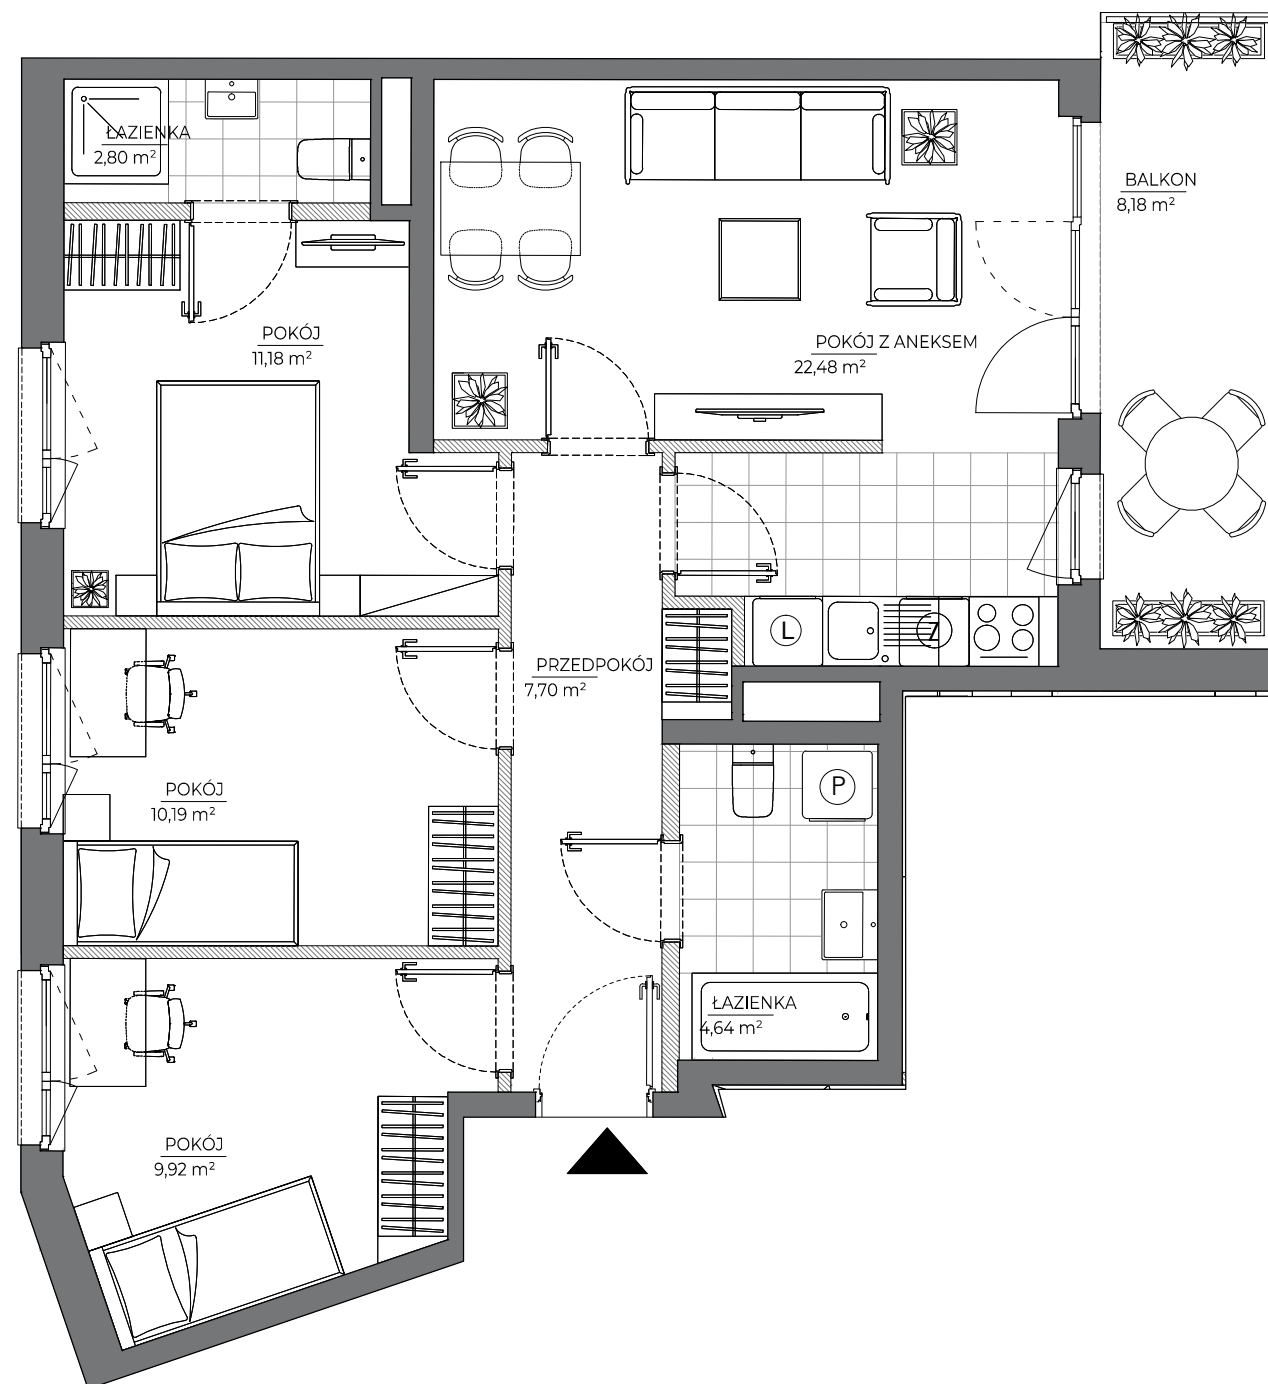 ŁAZIENKA
2,80 m²
BALKON
8,18 m²
POKÓJ
11,18 m²
POKÓJ Z ANEKSEM
22,48 m²
L
Z
PRZEDPOKÓJ
7,70 m²
POKÓJ
10,19 m²
P
ŁAZIENKA
4,64 m²
POKÓJ
9,92 m²